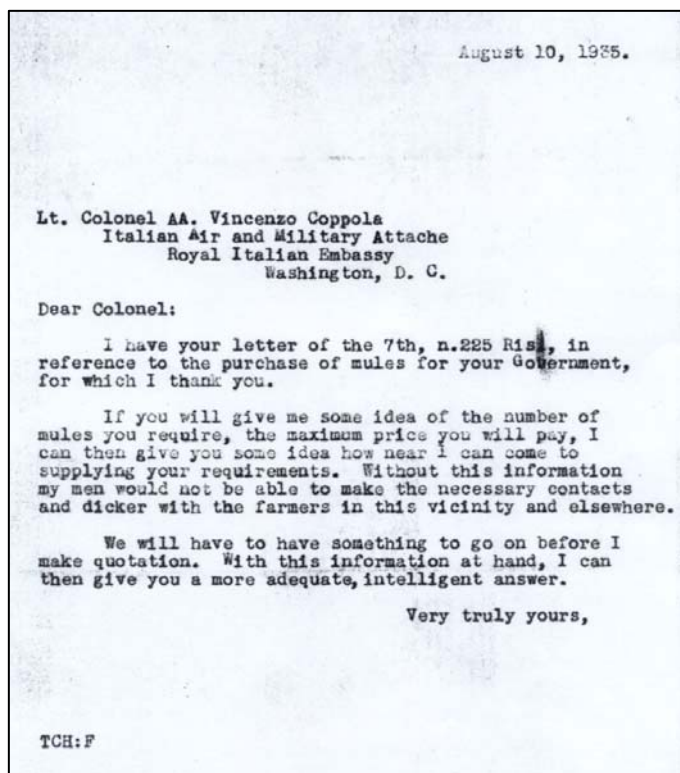 August 10, 1935.
Lt. Colonel AA. Vincenzo Coppola
Italian Air and Military Attache
Royal Italian Embassy
Washington, D. C.
Dear Colonel:
I have your letter of the 7th, n.225 in
reference to the purchase of mules for your Government,
for which I thank you.
If you will give me some idea of the number of
mules you require, the maximum price you will pay, I
can then give you some idea how near I can come to
supplying your requirements. Without this information
my men would not be able to make the necessary contacts
and dicker with the farmers in this vicinity and elsewhere.
We will have to have something to go on before I
make quotation. With this information at hand, I can
then give you a more adequate, intelligent answer.
Very truly yours,
TCH:F